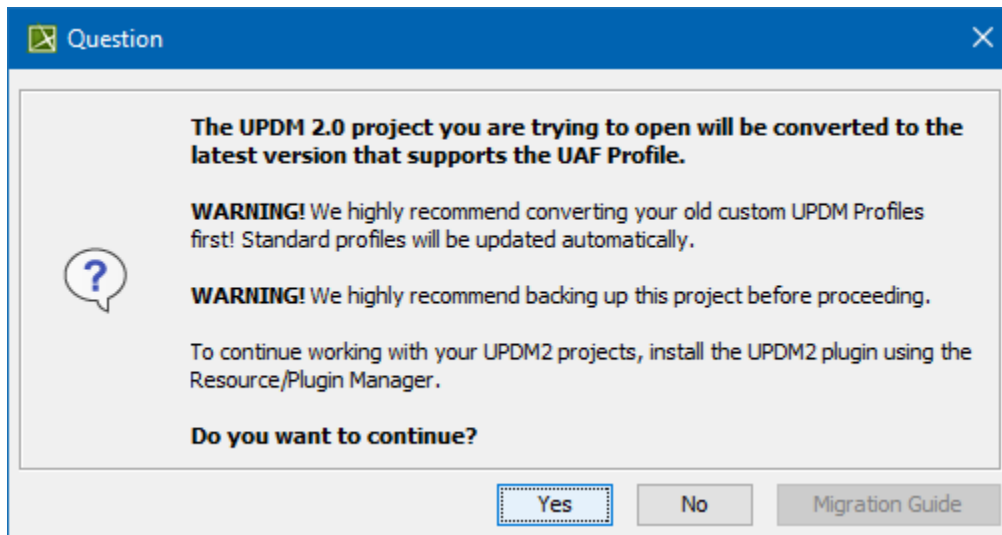 Question
The UPDM 2.0 project you are trying to open will be converted to the
latest version that supports the UAF Profile.
WARNING! We highly recommend converting your old custom UPDM Profiles
first! Standard profiles will be updated automatically.
WARNING! We highly recommend backing up this project before proceeding.
To continue working with your UPDM2 projects, install the UPDM2 plugin using the
Resource/Plugin Manager.
Do you want to continue?
Yes No Migration Guide